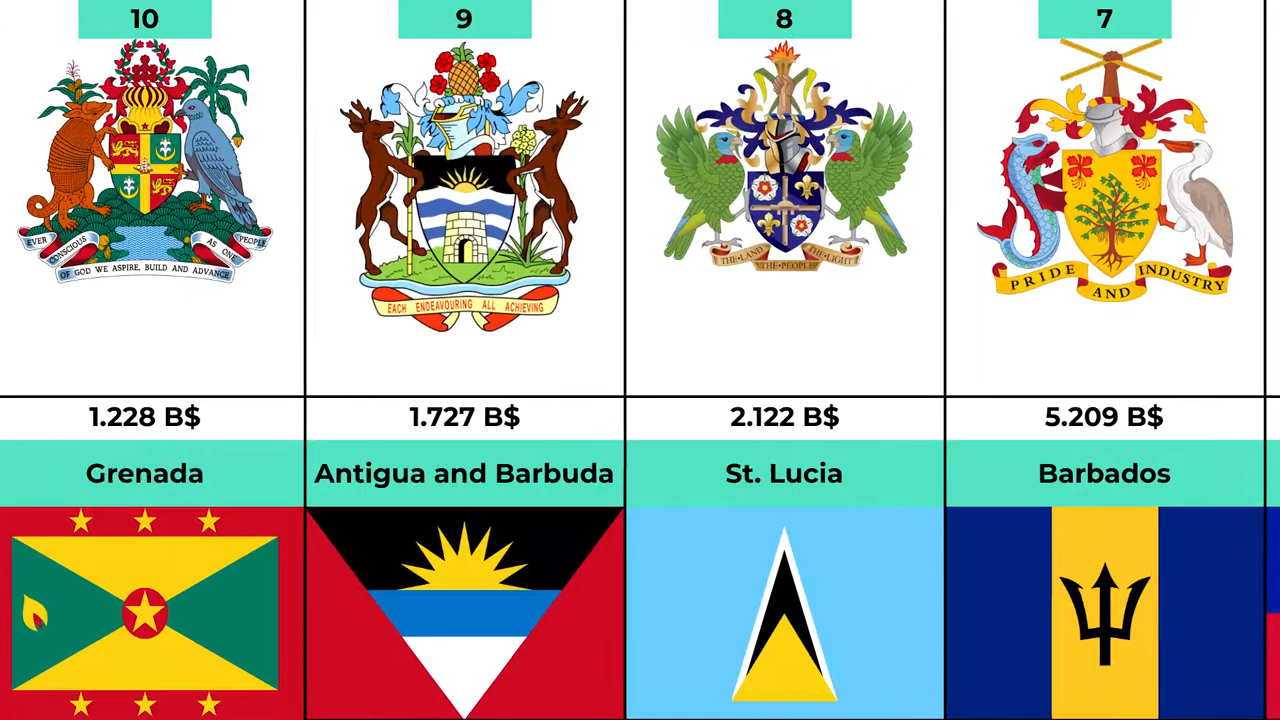 10
9
8
7
EVER CONSCIOUS OF GOD WE ASPIRE, BUILD AND ADVANCE AS ONE PEOPLE
EACH ENDEAVOURING ALL ACHIEVING
THE•LAND THE•PEOPLE THE•LIGHT
PRIDE AND INDUSTRY
1.228 B$
1.727 B$
2.122 B$
5.209 B$
Grenada
Antigua and Barbuda
St. Lucia
Barbados